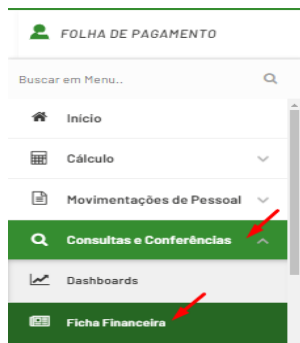 FOLHA DE PAGAMENTO
Buscar em Menu..
Início
Cálculo
Movimentações de Pessoal
Consultas e Conferências
Dashboards
Ficha Financeira